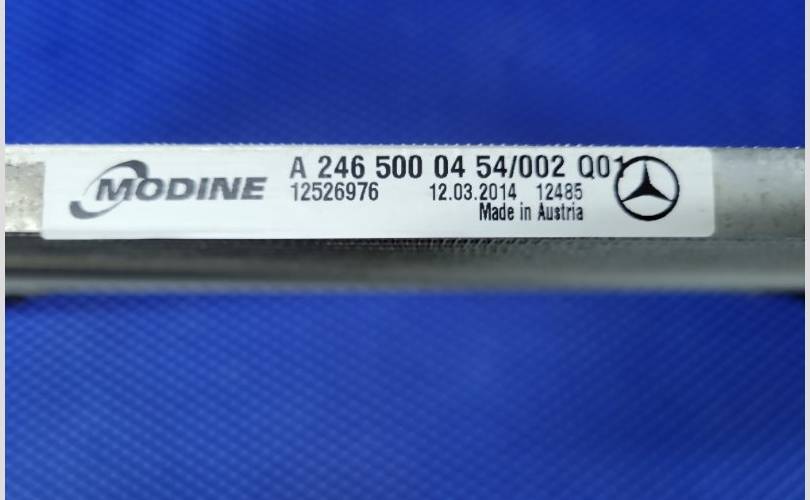 MODINE
A 246 500 04 54/002 Q01
12526976 12.03.2014 12485
Made in Austria